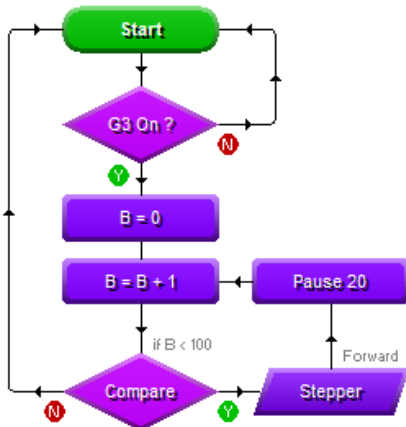 Start
G3 On ?
N
Y
B = 0
B = B + 1
Pause 20
if B < 100
Forward
Compare
Stepper
N
Y